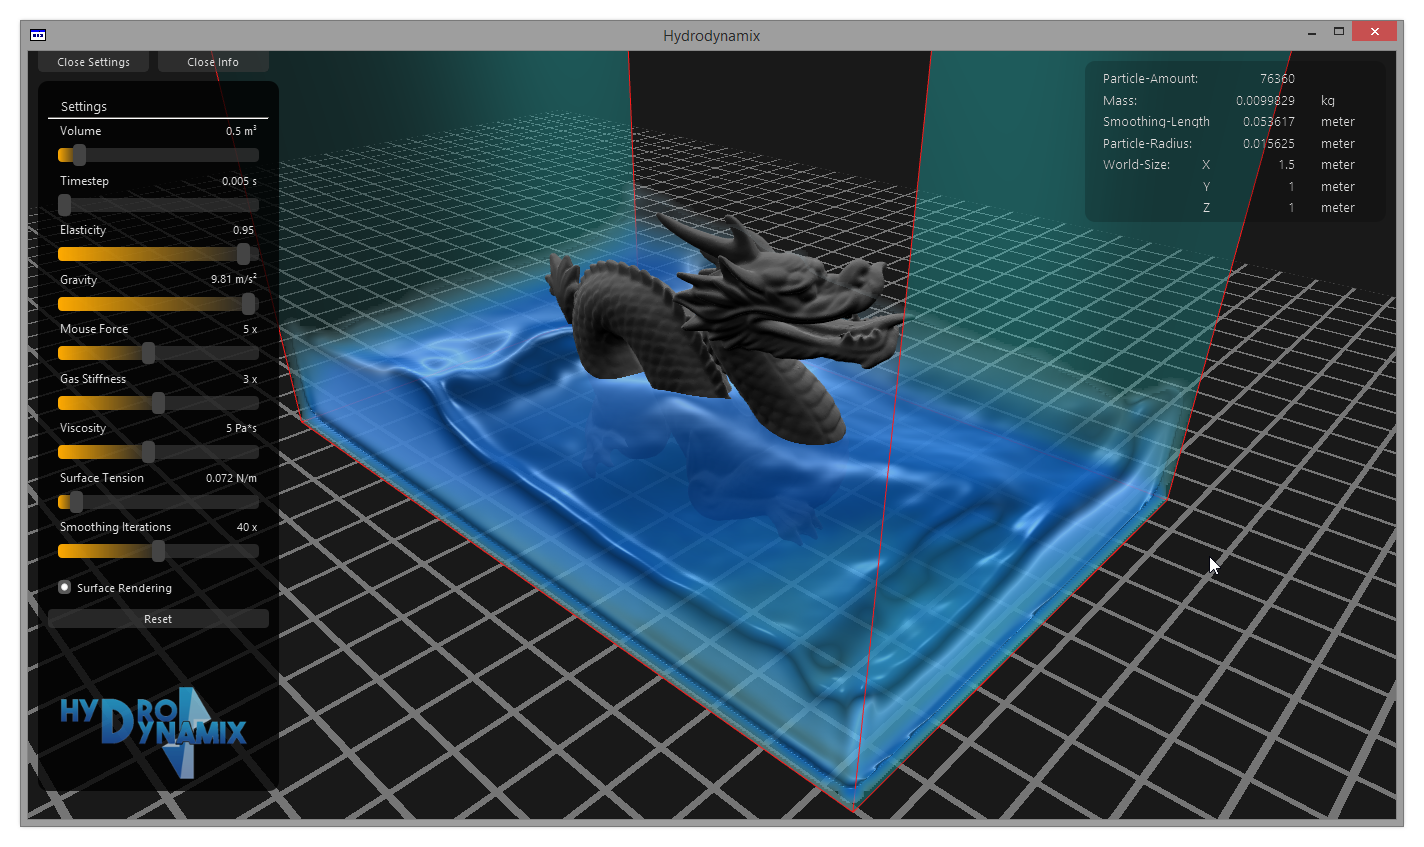 Hydrodynamix
Close Settings
Close Info
Settings
Volume 0.5 m³
Timestep 0.005 s
Elasticity 0.95
Gravity 9.81 m/s²
Mouse Force 5 x
Gas Stiffness 3 x
Viscosity 5 Pa*s
Surface Tension 0.072 N/m
Smoothing Iterations 40 x
Surface Rendering
Reset
HYDRO
DYNAMIX
Particle-Amount: 76360
Mass: 0.0099829 kg
Smoothing-Length 0.053617 meter
Particle-Radius: 0.015625 meter
World-Size: X 1.5 meter
Y 1 meter
Z 1 meter